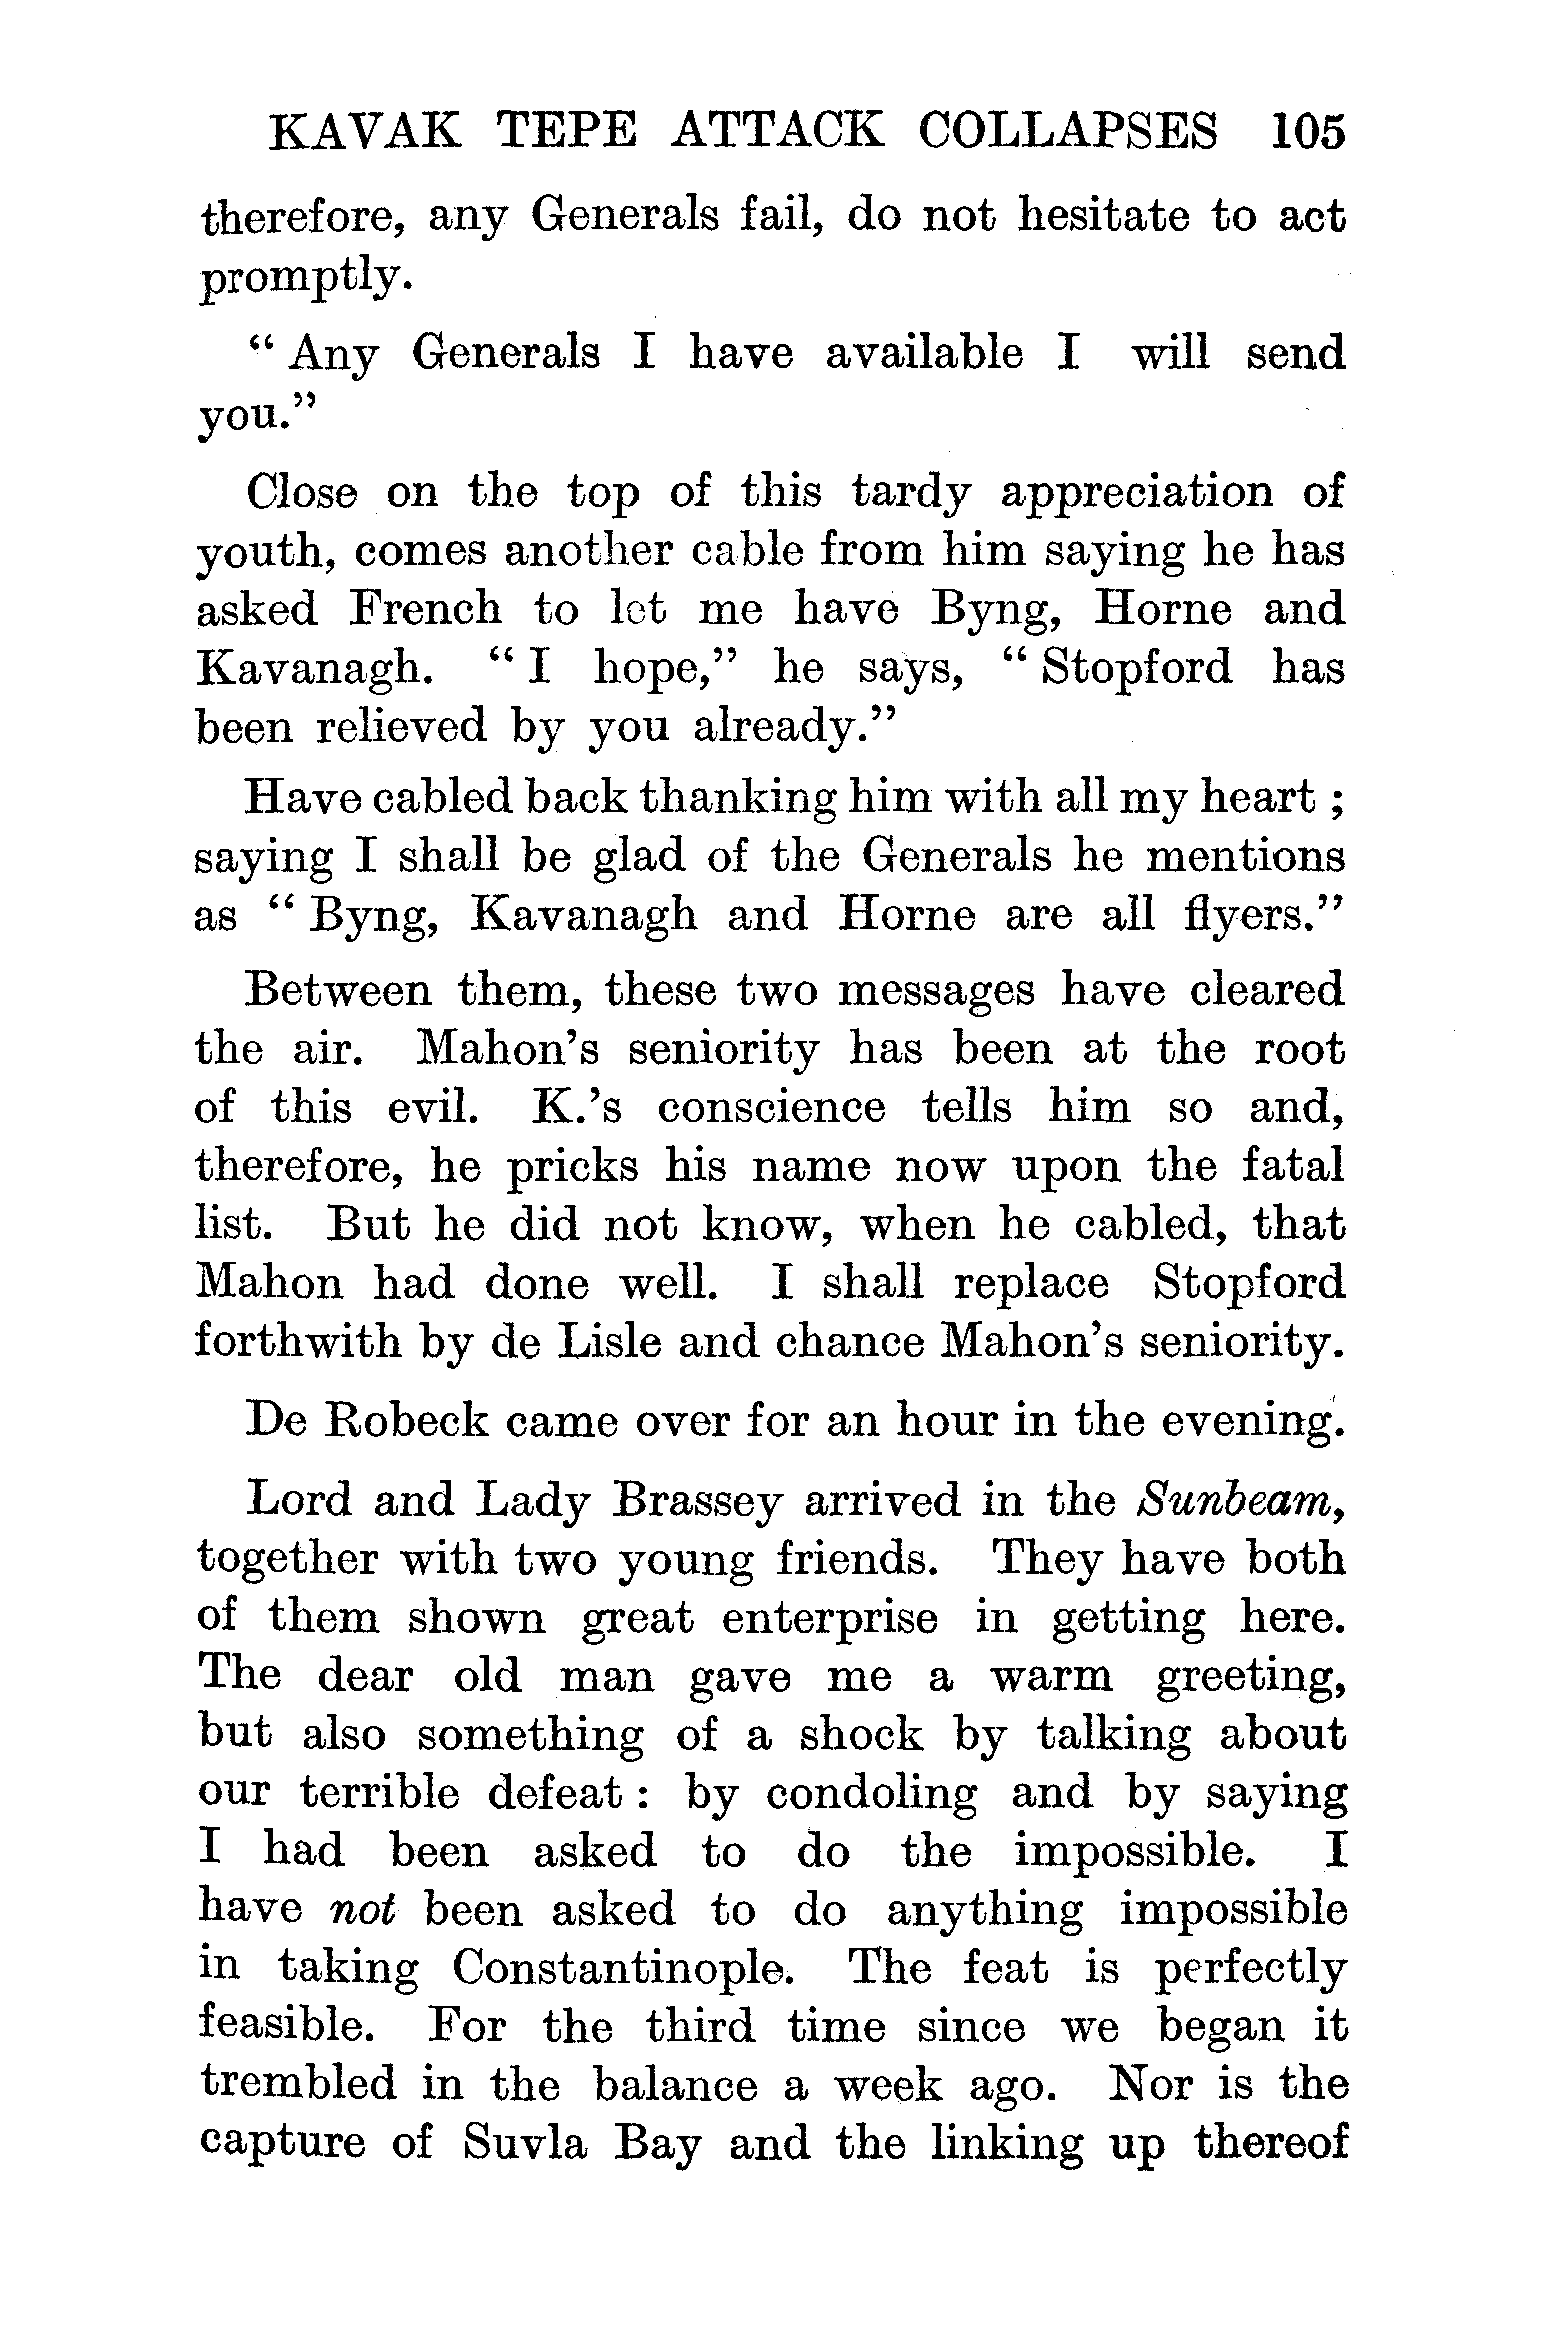 KAVAK TEPE ATTACK COLLAPSES 105
therefore, any Generals fail, do not hesitate to act
promptly.
“ Any Generals I have available I will send
you.”
Close on the top of this tardy appreciation of
youth, comes another cable from him saying he has
asked French to let me have Byng, Horne and
Kavanagh. “ I hope,” he says, “ Stopford has
been relieved by you already.”
Have cabled back thanking him with all my heart ;
saying I shall be glad of the Generals he mentions
as “ Byng, Kavanagh and Horne are all flyers.”
Between them, these two messages have cleared
the air. Mahon’s seniority has been at the root
of this evil. K.’s conscience tells him so and,
therefore, he pricks his name now upon the fatal
list. But he did not know, when he cabled, that
Mahon had done well. I shall replace Stopford
forthwith by de Lisle and chance Mahon’s seniority.
De Robeck came over for an hour in the evening.
Lord and Lady Brassey arrived in the Sunbeam,
together with two young friends. They have both
of them shown great enterprise in getting here.
The dear old man gave me a warm greeting,
but also something of a shock by talking about
our terrible defeat : by condoling and by saying
I had been asked to do the impossible. I
have not been asked to do anything impossible
in taking Constantinople. The feat is perfectly
feasible. For the third time since we began it
trembled in the balance a week ago. Nor is the
capture of Suvla Bay and the linking up thereof